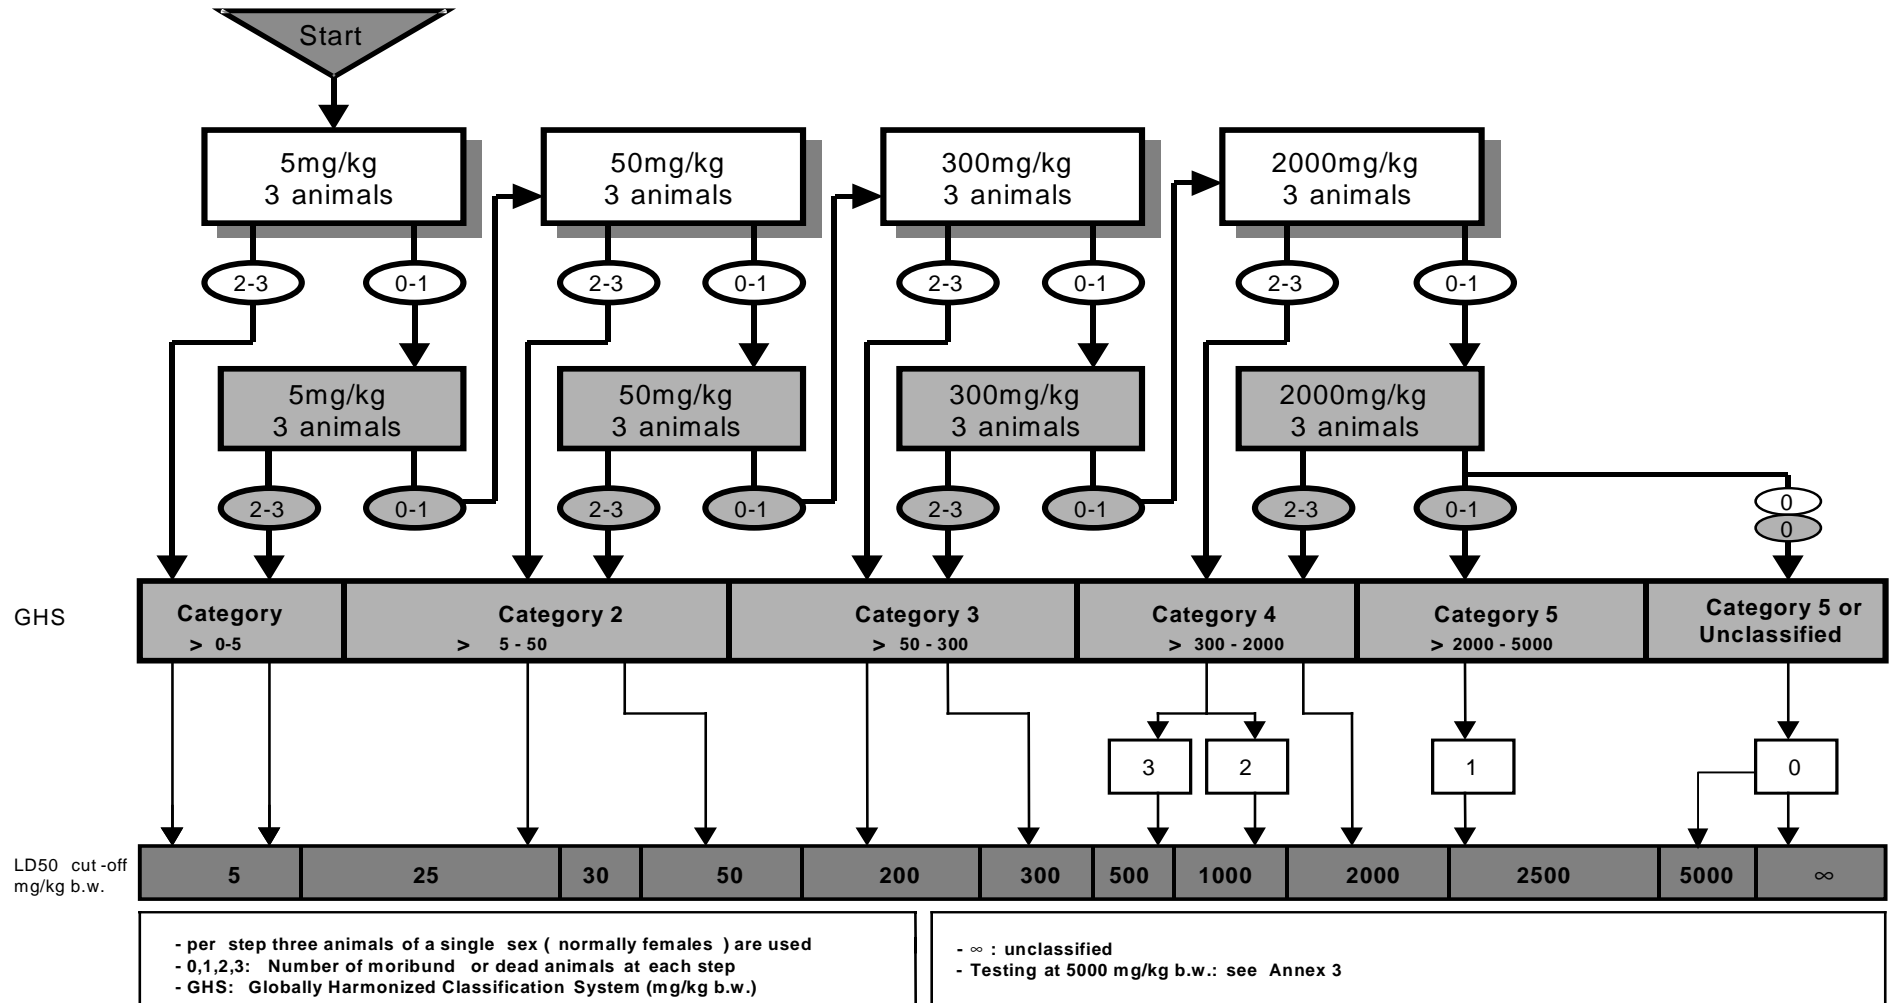 Start
5mg/kg
3 animals
50mg/kg
3 animals
300mg/kg
3 animals
2000mg/kg
3 animals
2-3
0-1
2-3
0-1
2-3
0-1
2-3
0-1
5mg/kg
3 animals
50mg/kg
3 animals
300mg/kg
3 animals
2000mg/kg
3 animals
2-3
0-1
2-3
0-1
2-3
0-1
2-3
0-1
0
0
GHS
Category
> 0-5
Category 2
> 5 - 50
Category 3
> 50 - 300
Category 4
> 300 - 2000
Category 5
> 2000 - 5000
Category 5 or
Unclassified
3
2
1
0
LD50 cut-off
mg/kg b.w.
5
25
30
50
200
300
500
1000
2000
2500
5000
∞
- per step three animals of a single sex ( normally females ) are used
- 0,1,2,3: Number of moribund or dead animals at each step
- GHS: Globally Harmonized Classification System (mg/kg b.w.)
- ∞ : unclassified
- Testing at 5000 mg/kg b.w.: see Annex 3